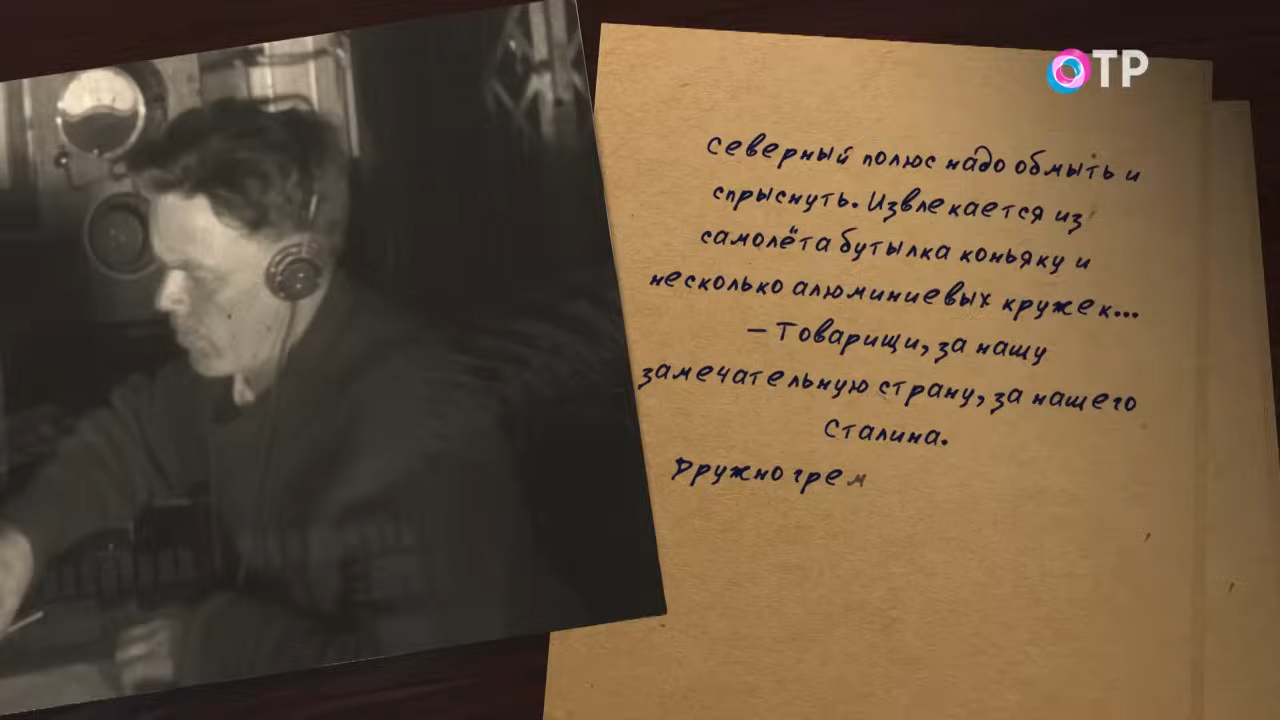 ОТР
северный полюс надо обмыть и
спрыснуть. Извлекается из
самолёта бутылка коньяку и
несколько алюминиевых кружек...
– Товарищи, за нашу
замечательную страну, за нашего
Сталина.
Дружно грем